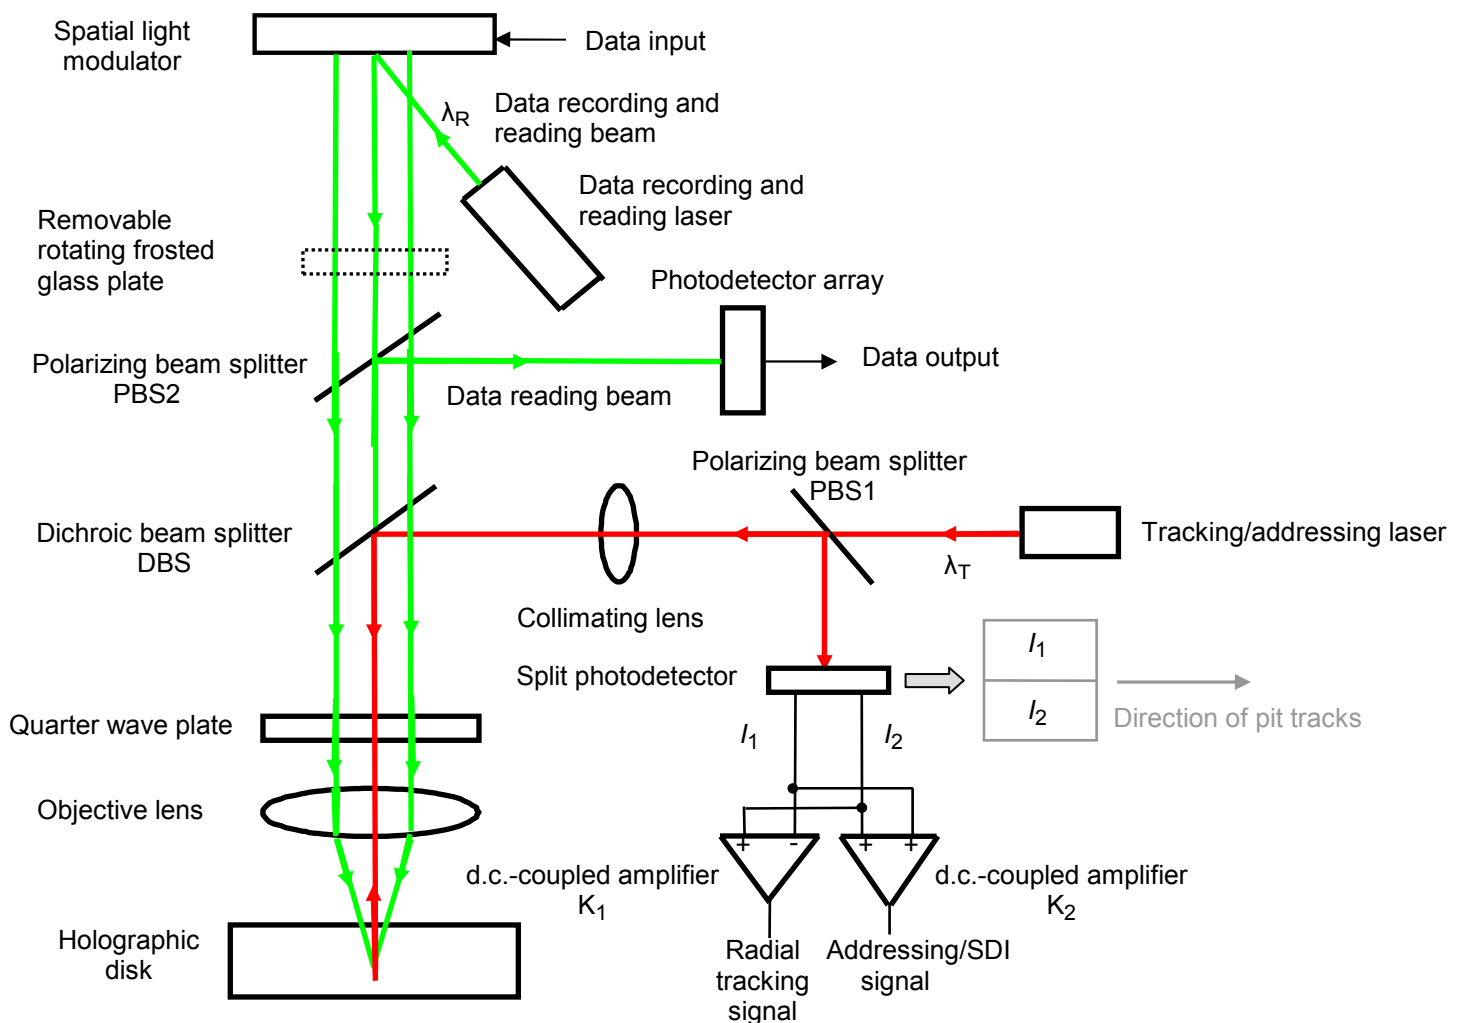 Spatial light
modulator
Data input
λR
Data recording and
reading beam
Data recording and
reading laser
Removable
rotating frosted
glass plate
Photodetector array
Polarizing beam splitter
PBS2
Data output
Data reading beam
Polarizing beam splitter
PBS1
Dichroic beam splitter
DBS
Tracking/addressing laser
λT
Collimating lens
Split photodetector
I1
I2
Direction of pit tracks
Quarter wave plate
I1
I2
Objective lens
+
-
+
+
d.c.-coupled amplifier
K1
d.c.-coupled amplifier
K2
Holographic
disk
Radial
tracking
signal
Addressing/SDI
signal